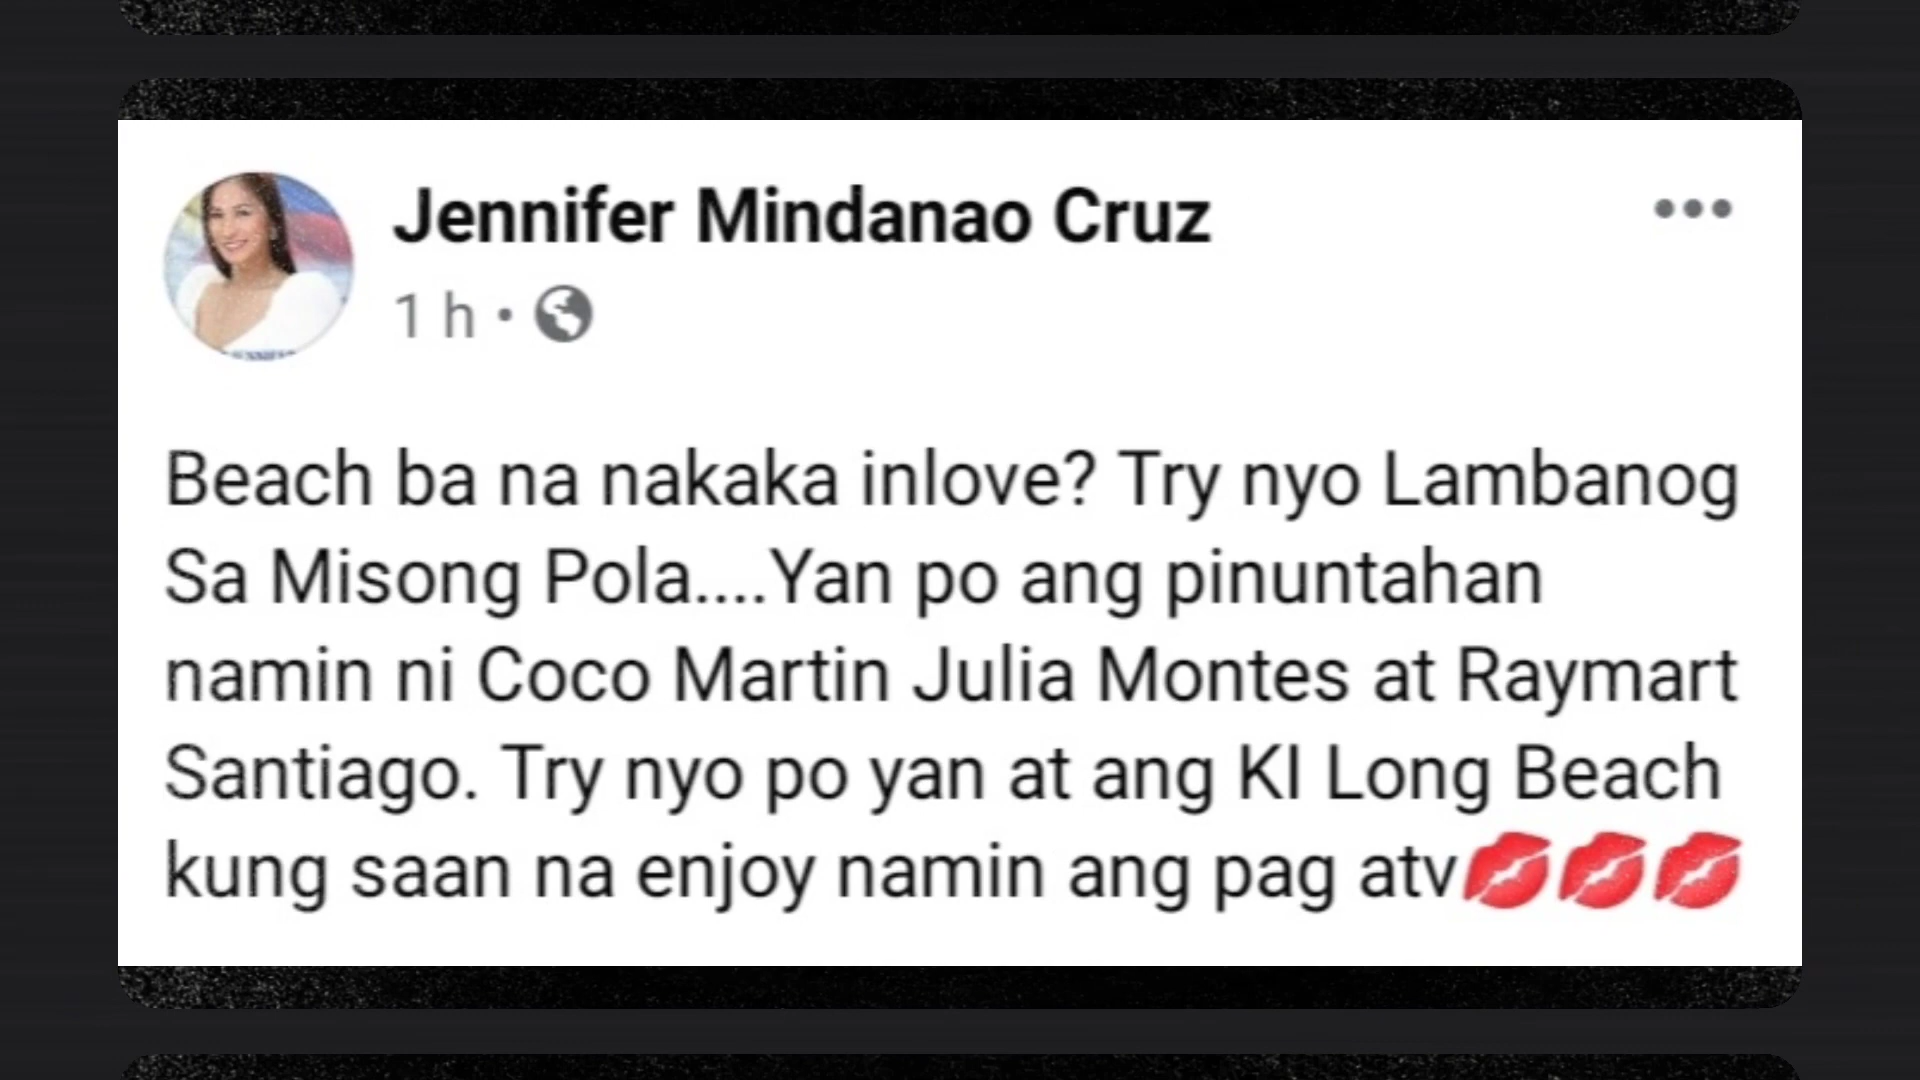 Jennifer Mindanao Cruz
1 h •
Beach ba na nakaka inlove? Try nyo Lambanog
Sa Misong Pola....Yan po ang pinuntahan
namin ni Coco Martin Julia Montes at Raymart
Santiago. Try nyo po yan at ang KI Long Beach
kung saan na enjoy namin ang pag atv💋💋💋